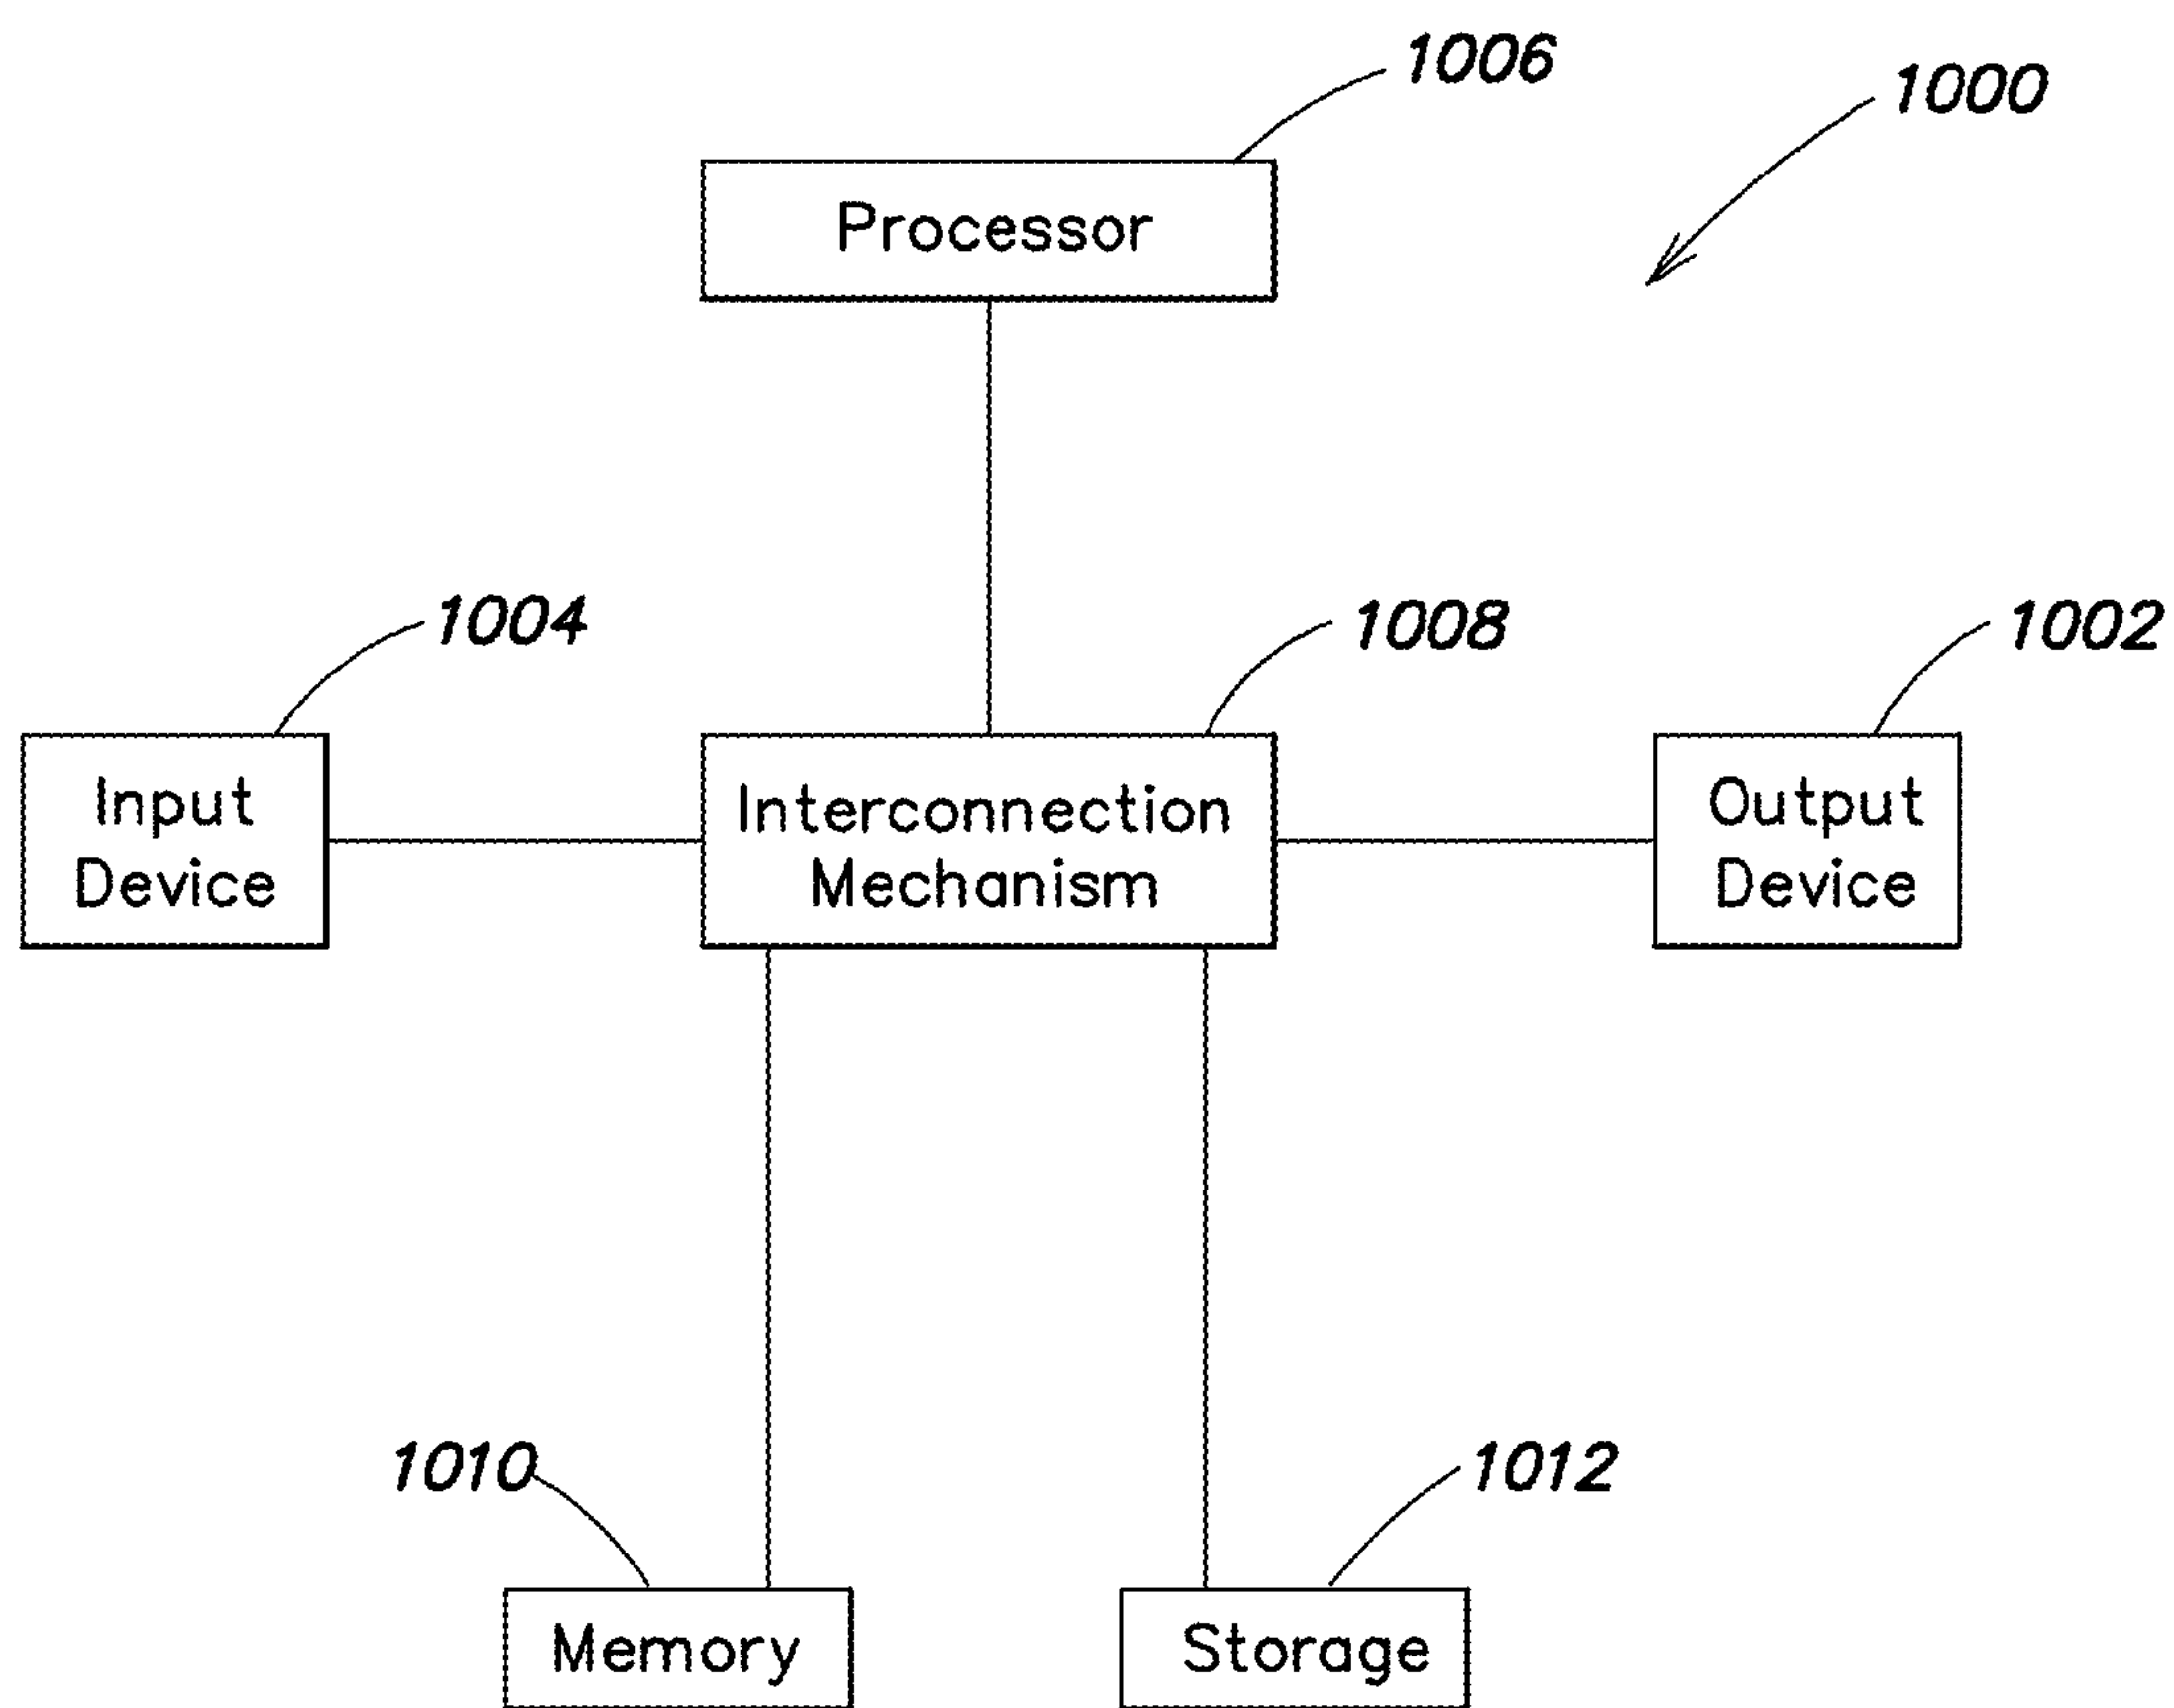 1006
1000
Processor
1004
1008
1002
Input
Device
Interconnection
Mechanism
Output
Device
1010
1012
Memory
Storage